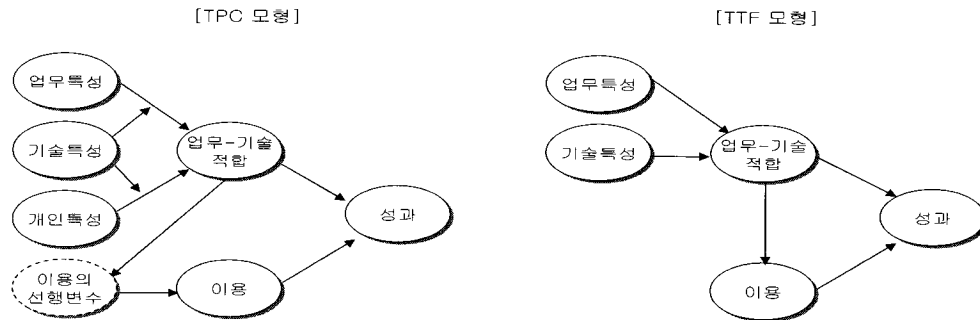 [TPC 모형]
업무특성
기술특성
개인특성
이용의
선행변수
업무-기술
적합
이용
성과
[TTF 모형]
업무특성
기술특성
업무-기술
적합
이용
성과